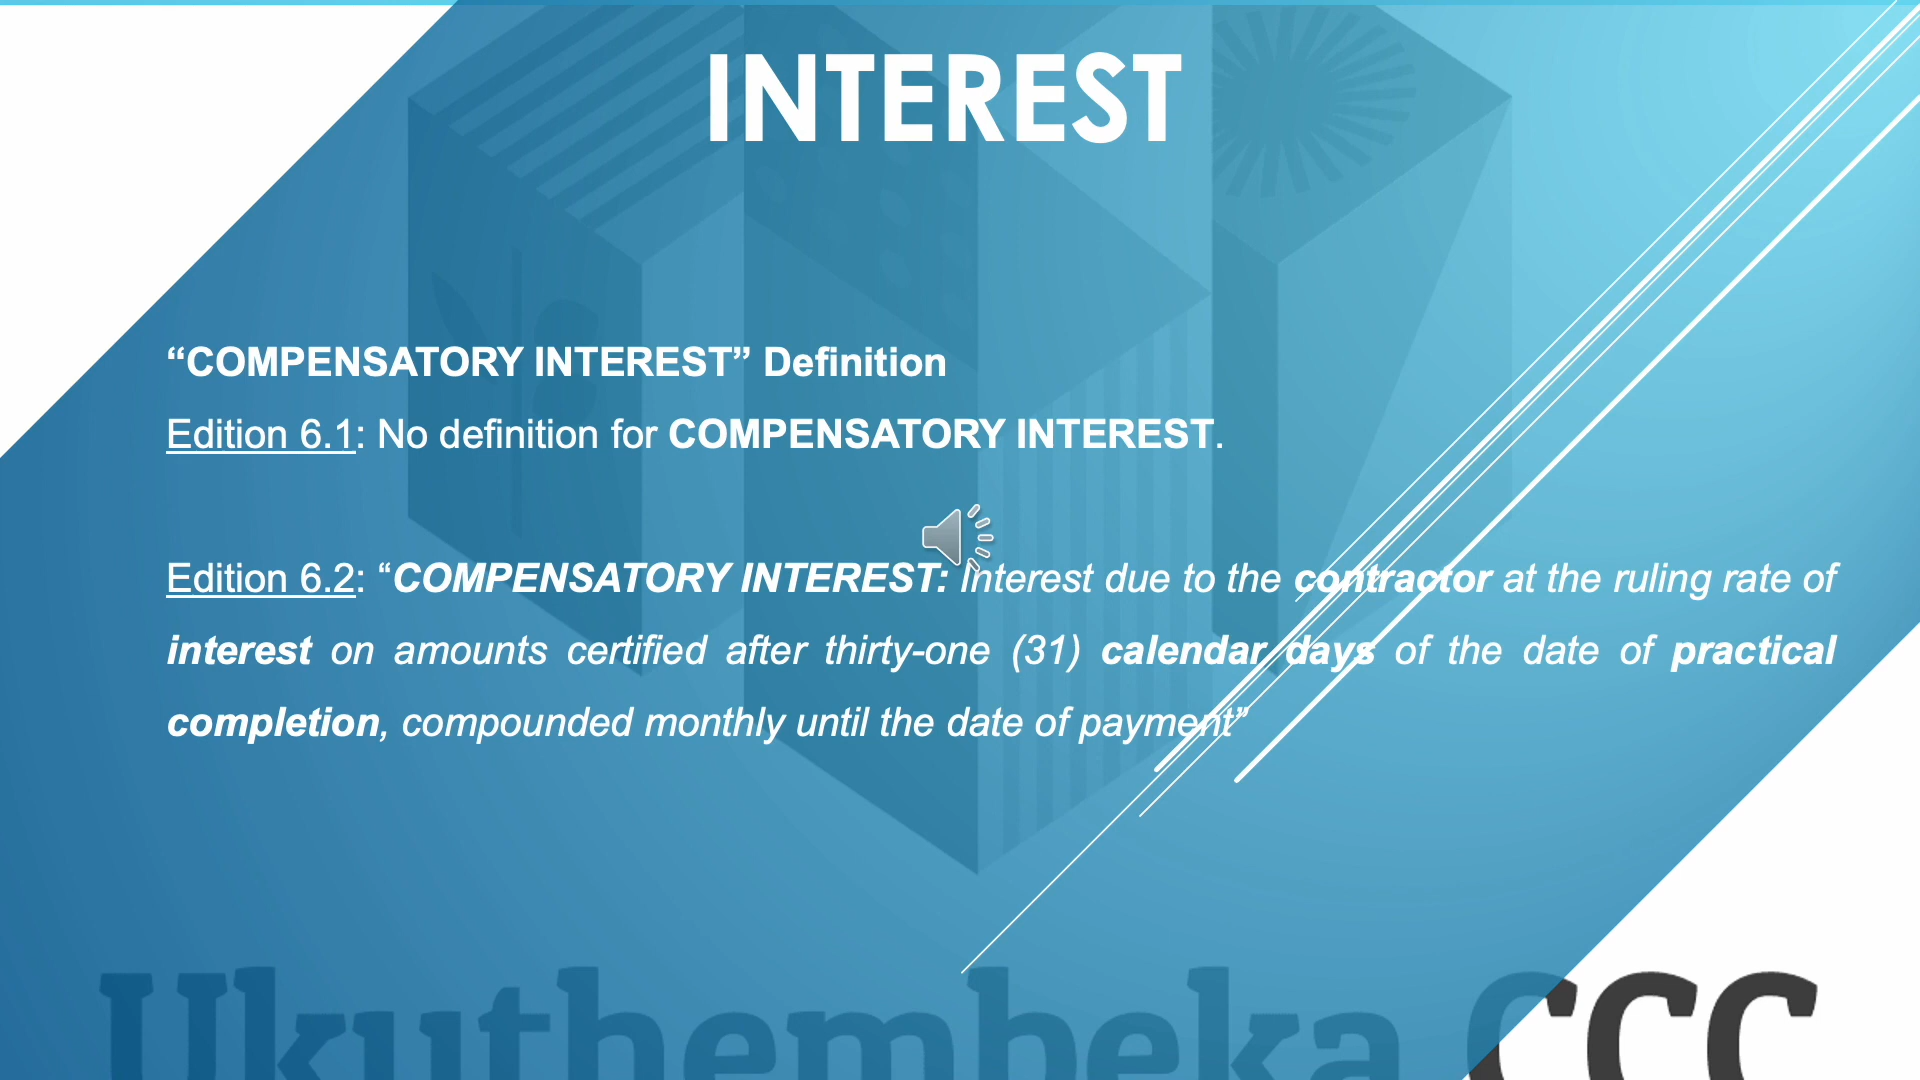 INTEREST
“COMPENSATORY INTEREST” Definition
Edition 6.1: No definition for COMPENSATORY INTEREST.
Edition 6.2: “COMPENSATORY INTEREST: Interest due to the contractor at the ruling rate of
interest on amounts certified after thirty-one (31) calendar days of the date of practical
completion, compounded monthly until the date of payment”
Ukuthembeka CCC